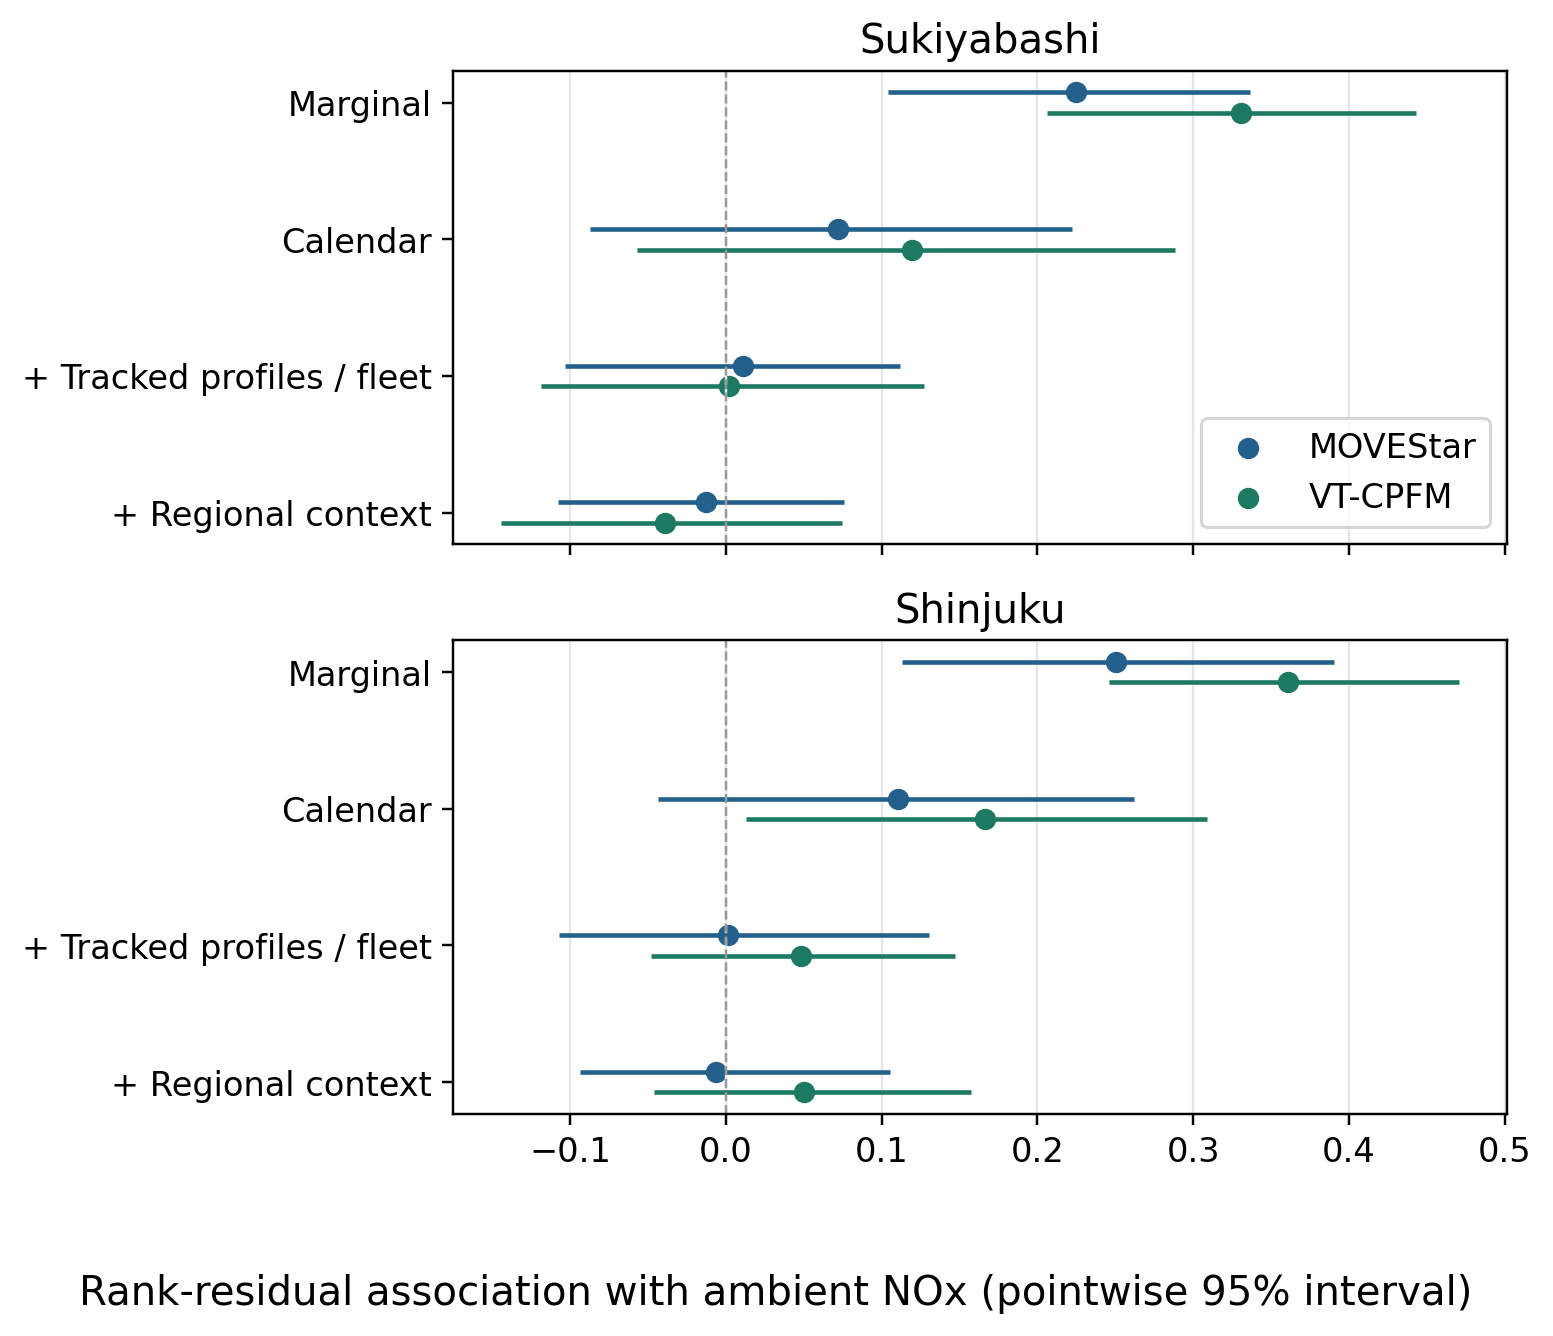 Sukiyabashi
Marginal
Calendar
+ Tracked profiles / fleet
+ Regional context
MOVEStar
VT-CPFM
Shinjuku
Marginal
Calendar
+ Tracked profiles / fleet
+ Regional context
−0.1 0.0 0.1 0.2 0.3 0.4 0.5
Rank-residual association with ambient NOx (pointwise 95% interval)